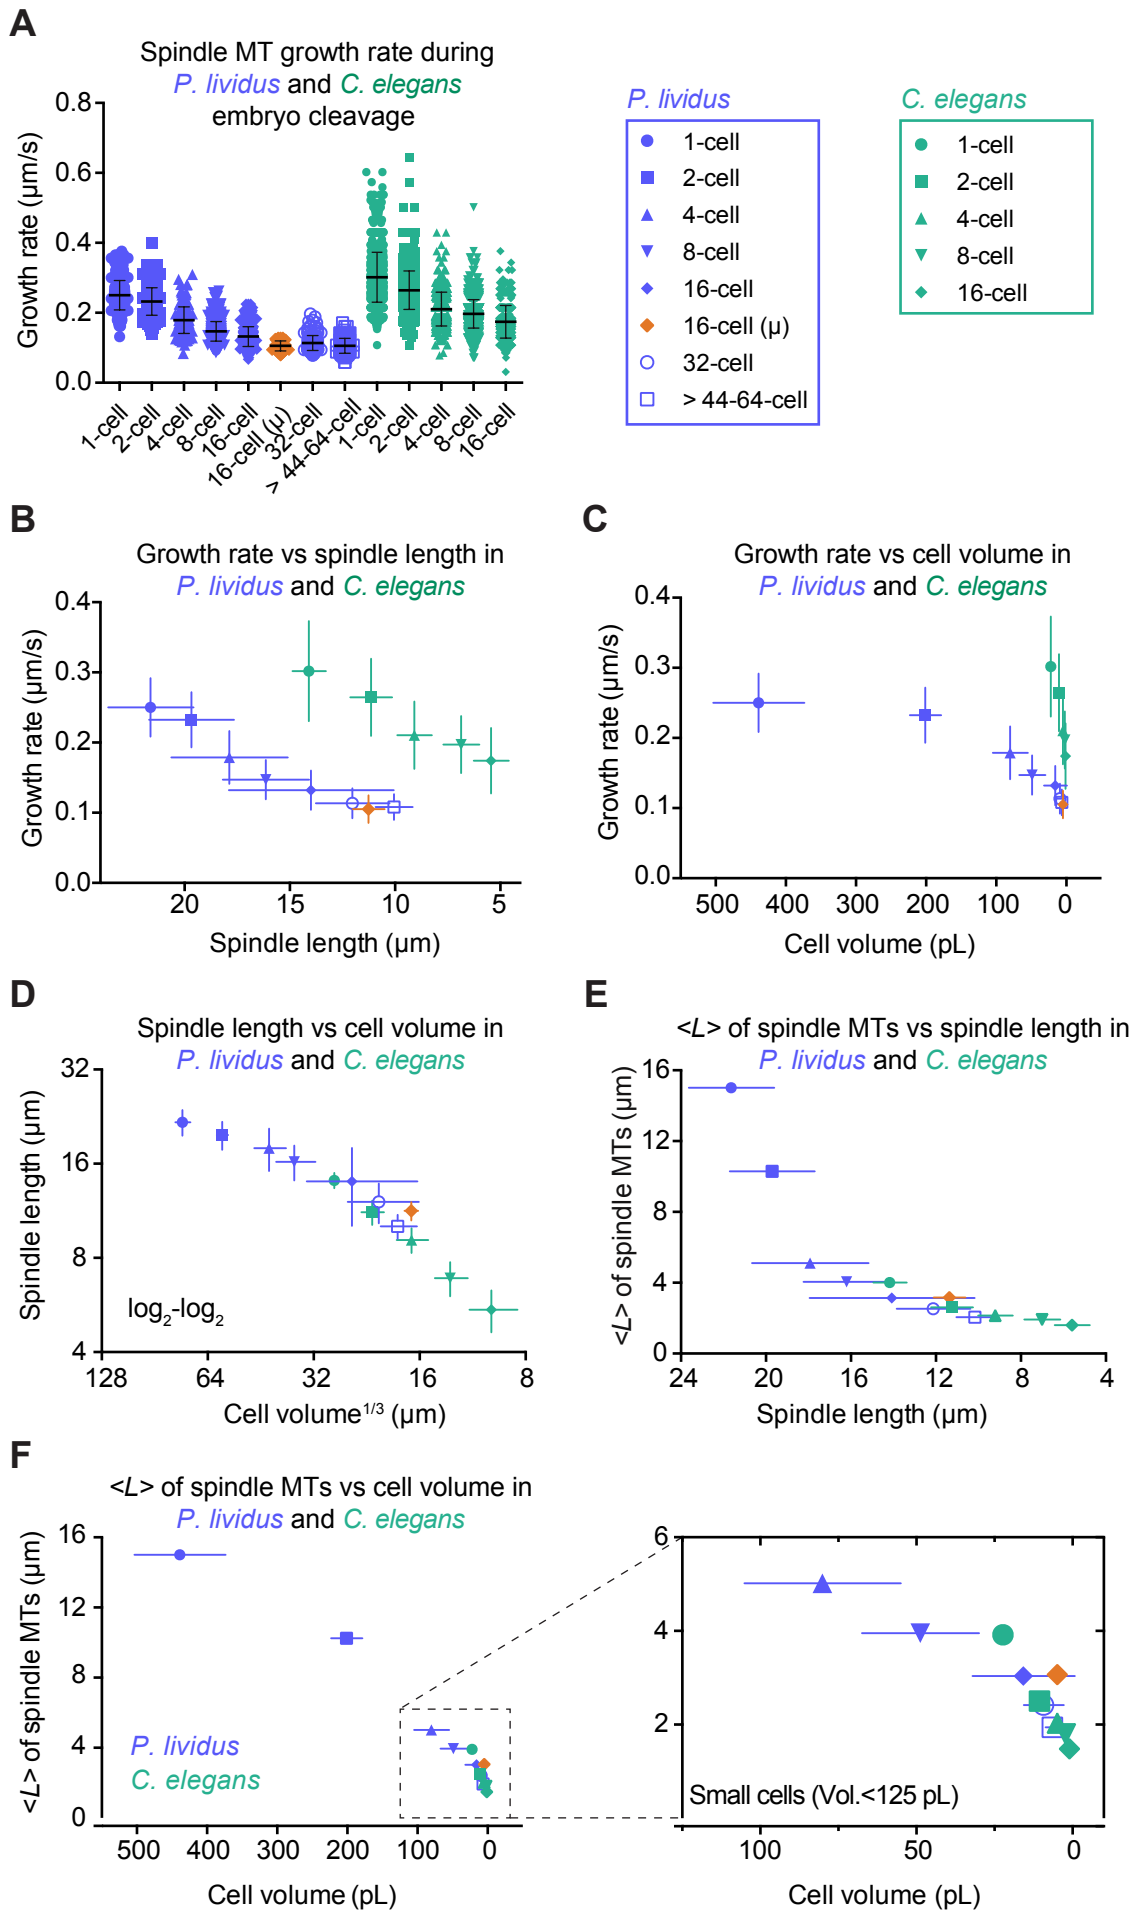 A
Spindle MT growth rate during
P. lividus and C. elegans
embryo cleavage
Growth rate (µm/s)
0.8
0.6
0.4
0.2
0.0
1-cell
2-cell
4-cell
8-cell
16-cell
16-cell (µ)
32-cell
> 44-64-cell
1-cell
2-cell
4-cell
8-cell
16-cell
P. lividus
1-cell
2-cell
4-cell
8-cell
16-cell
16-cell (µ)
32-cell
> 44-64-cell
C. elegans
1-cell
2-cell
4-cell
8-cell
16-cell
B
Growth rate vs spindle length in
P. lividus and C. elegans
Growth rate (µm/s)
0.4
0.3
0.2
0.1
0.0
20 15 10 5
Spindle length (µm)
C
Growth rate vs cell volume in
P. lividus and C. elegans
Growth rate (µm/s)
0.4
0.3
0.2
0.1
0.0
500 400 300 200 100 0
Cell volume (pL)
D
Spindle length vs cell volume in
P. lividus and C. elegans
Spindle length (µm)
32
16
8
4
log2-log2
128 64 32 16 8
Cell volume1/3 (µm)
E
<L> of spindle MTs vs spindle length in
P. lividus and C. elegans
<L> of spindle MTs (µm)
16
12
8
4
0
24 20 16 12 8 4
Spindle length (µm)
F
<L> of spindle MTs vs cell volume in
P. lividus and C. elegans
<L> of spindle MTs (µm)
16
12
8
4
0
P. lividus
C. elegans
500 400 300 200 100 0
Cell volume (pL)
6
4
2
Small cells (Vol.<125 pL)
100 50 0
Cell volume (pL)